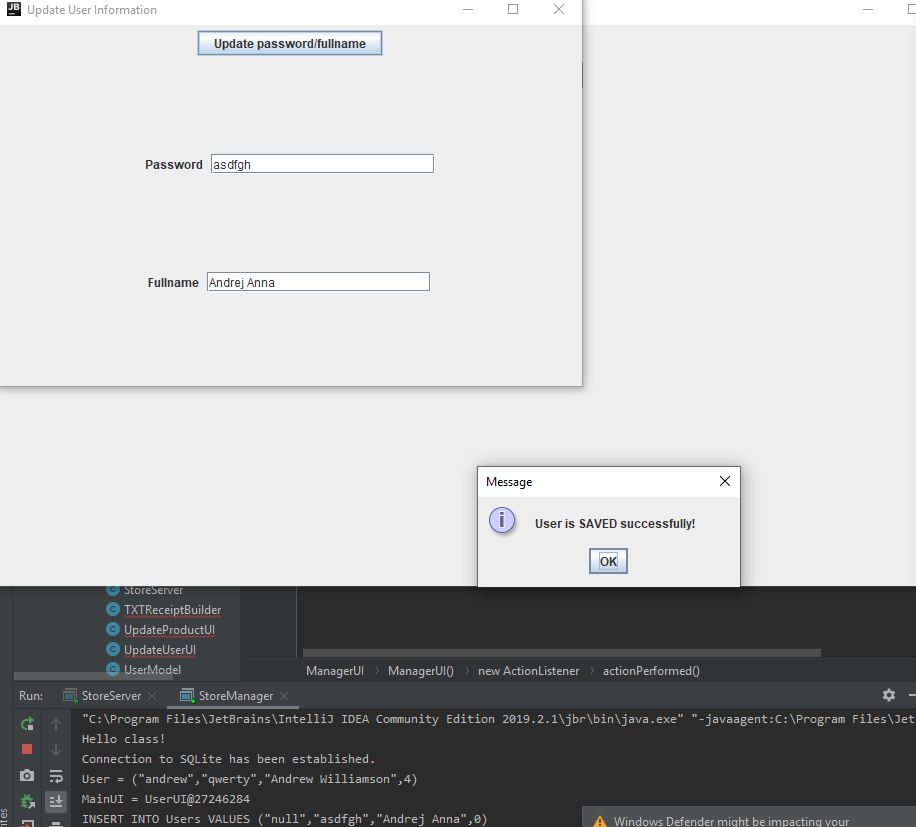 JB Update User Information
Update password/fullname
Password asdfgh
Fullname Andrej Anna
Message
User is SAVED successfully!
OK
StoreServer
TXTReceiptBuilder
UpdateProductUI
UpdateUserUI
UserModel
ManagerUI > ManagerUI() > new ActionListener > actionPerformed()
Run: StoreServer StoreManager
"C:\Program Files\JetBrains\IntelliJ IDEA Community Edition 2019.2.1\jbr\bin\java.exe" "-javaagent:C:\Program Files\Jet
Hello class!
Connection to SQLite has been established.
User = ("andrew","qwerty","Andrew Williamson",4)
MainUI = UserUI@27246284
INSERT INTO Users VALUES ("null","asdfgh","Andrej Anna",0)
Windows Defender might be impacting your